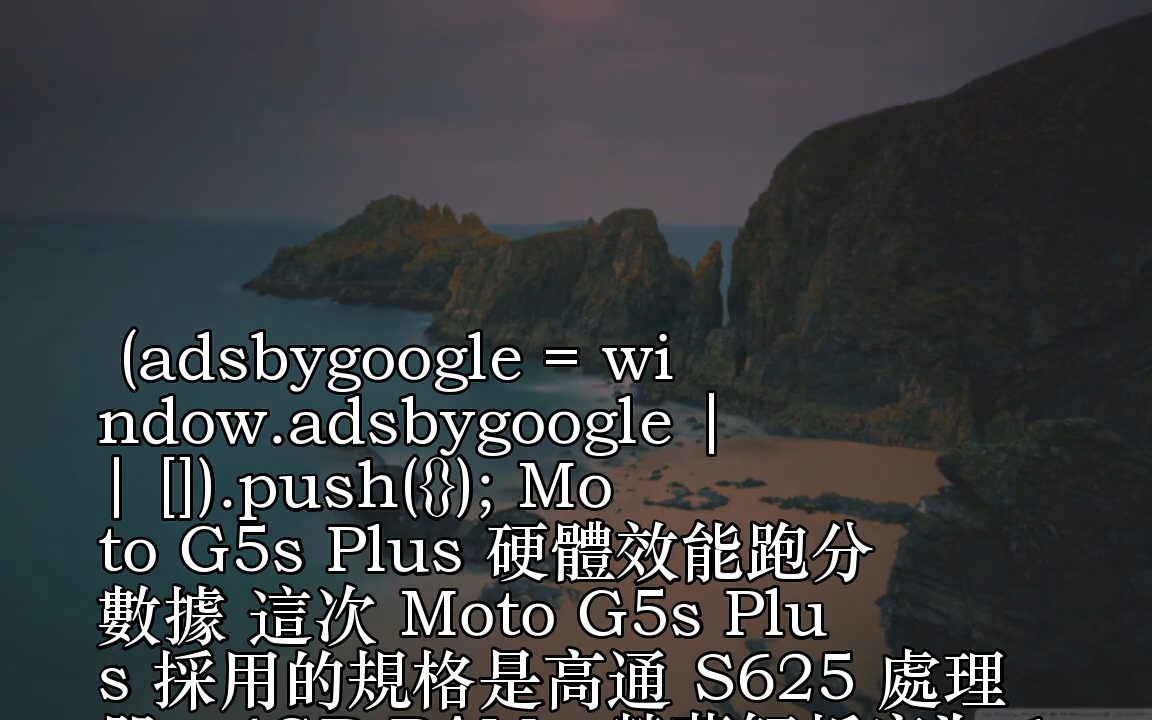 (adsbygoogle = wi
ndow.adsbygoogle |
| []).push({}); Mo
to G5s Plus 硬體效能跑分
數據 這次 Moto G5s Plu
s 採用的規格是高通 S625 處理